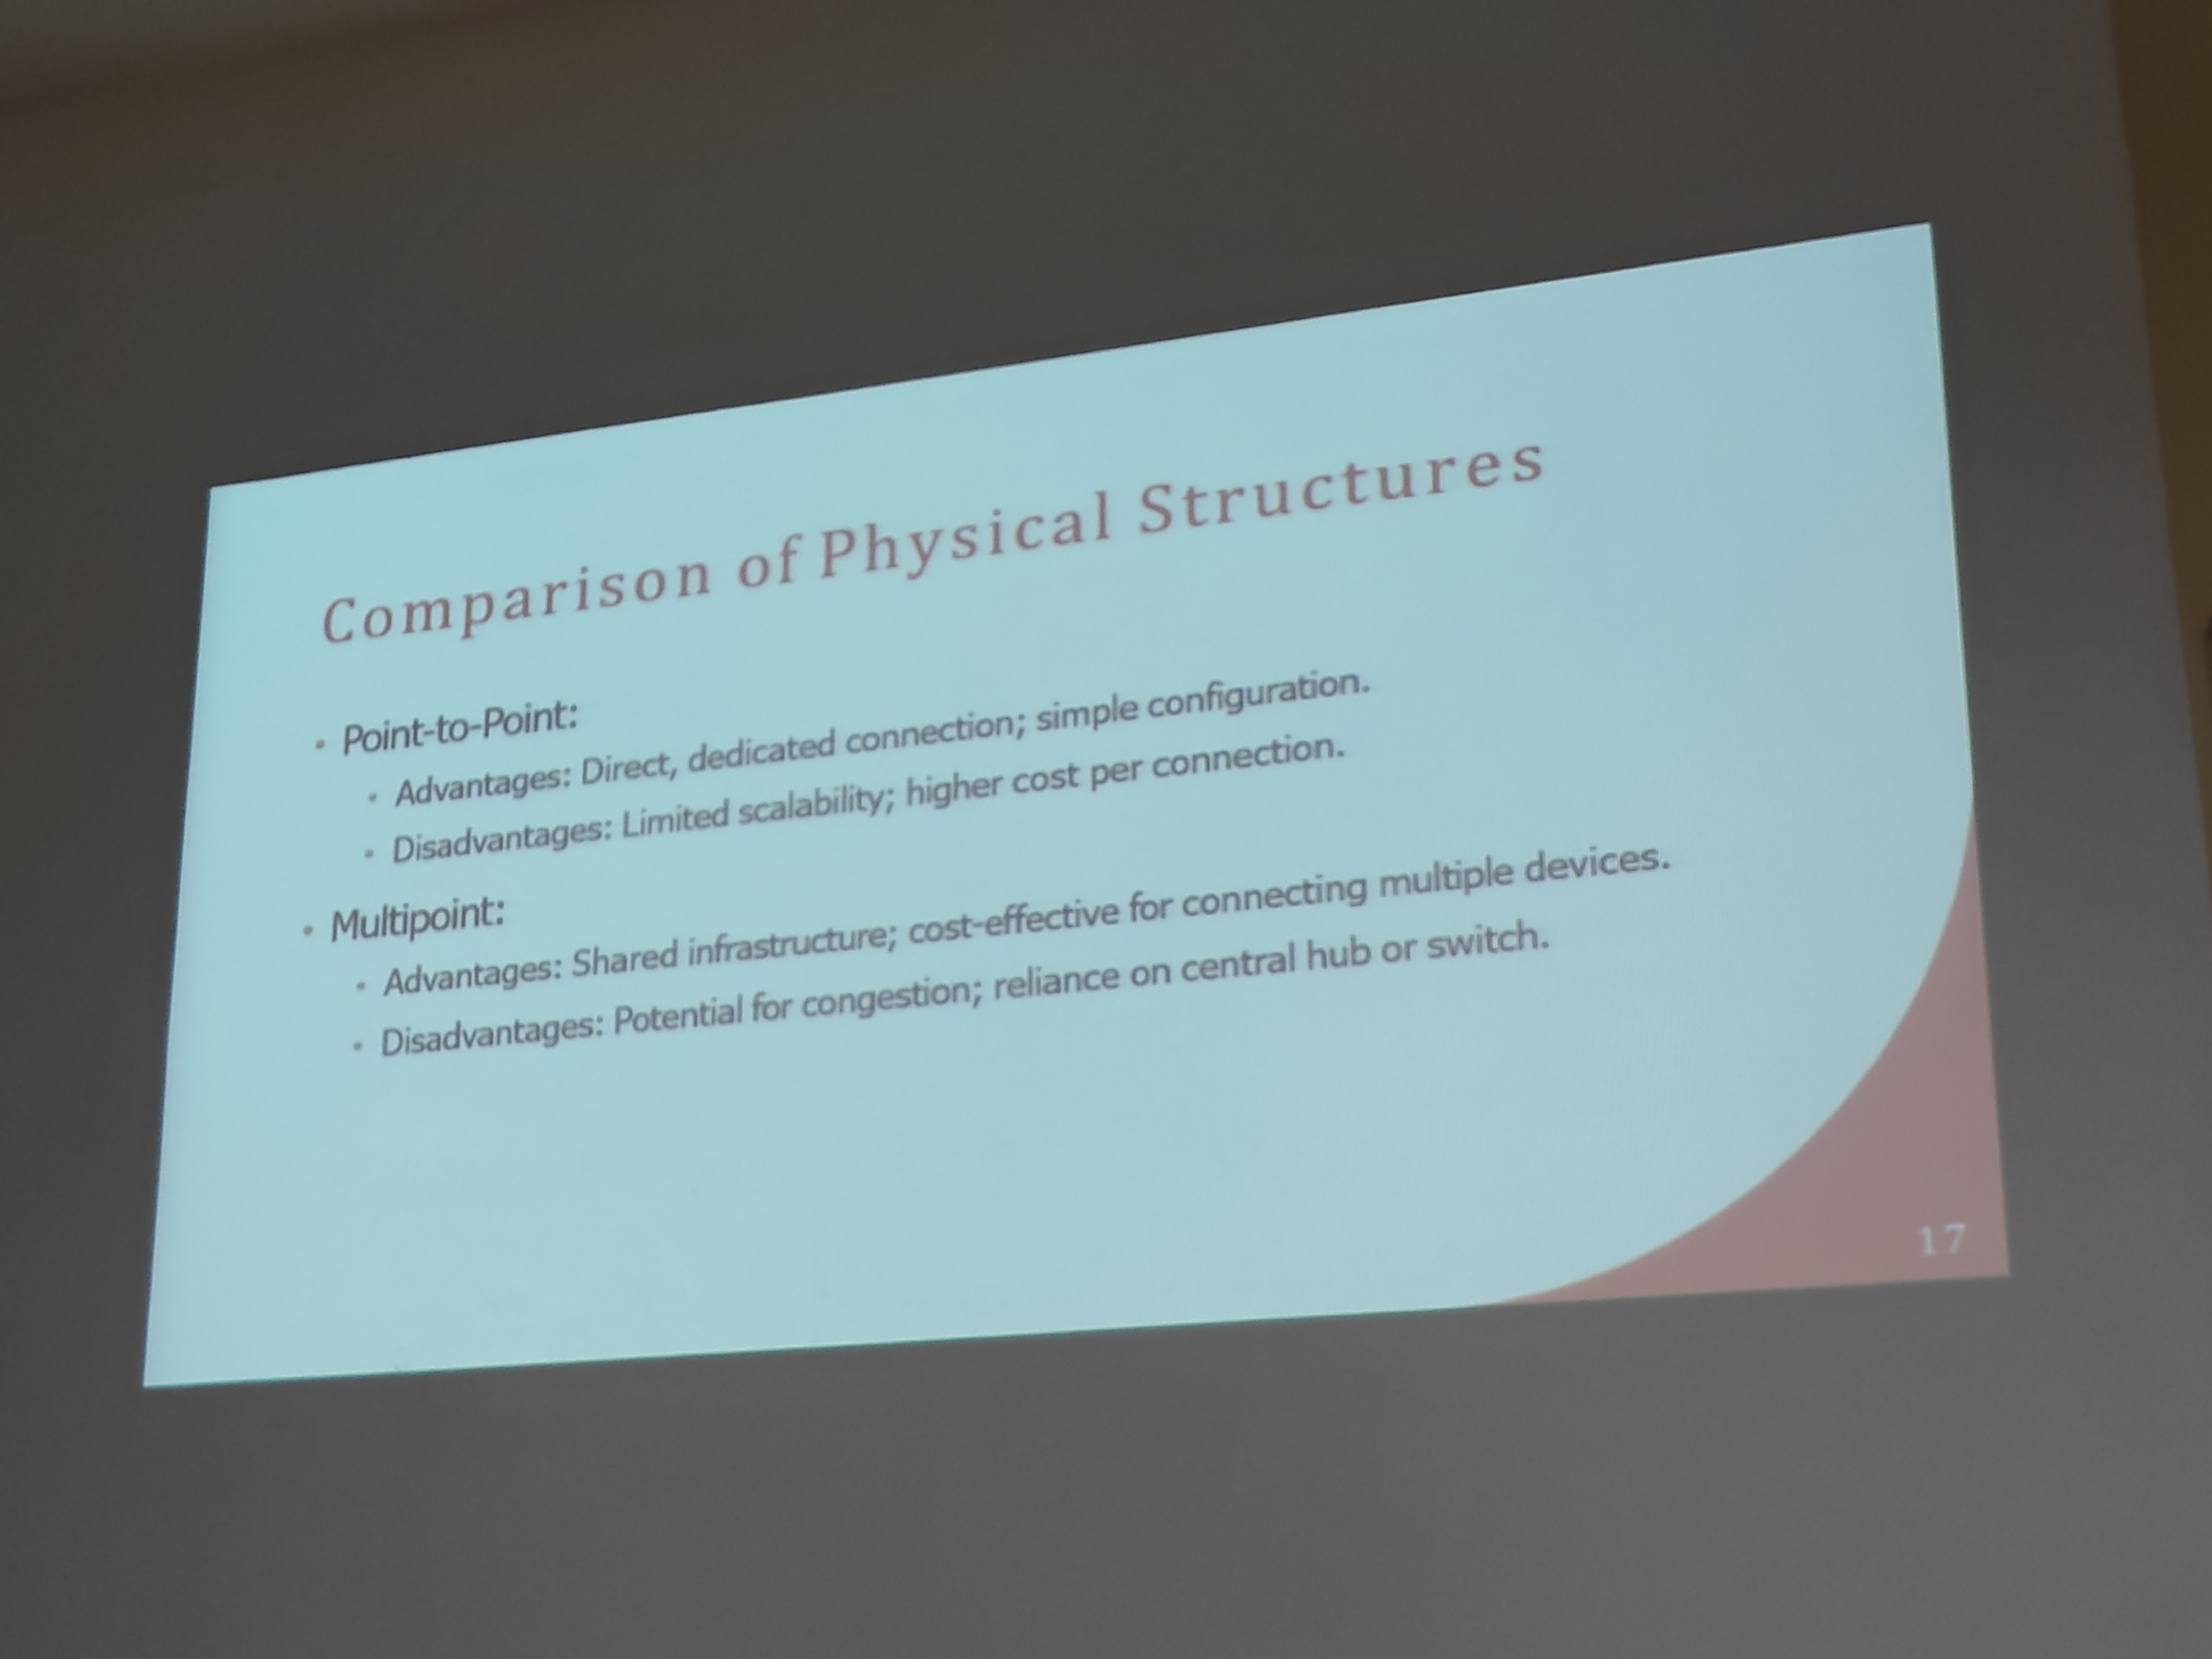 Comparison of Physical Structures
• Point-to-Point:
• Advantages: Direct, dedicated connection; simple configuration.
• Disadvantages: Limited scalability; higher cost per connection.
• Multipoint:
• Advantages: Shared infrastructure; cost-effective for connecting multiple devices.
• Disadvantages: Potential for congestion; reliance on central hub or switch.
17